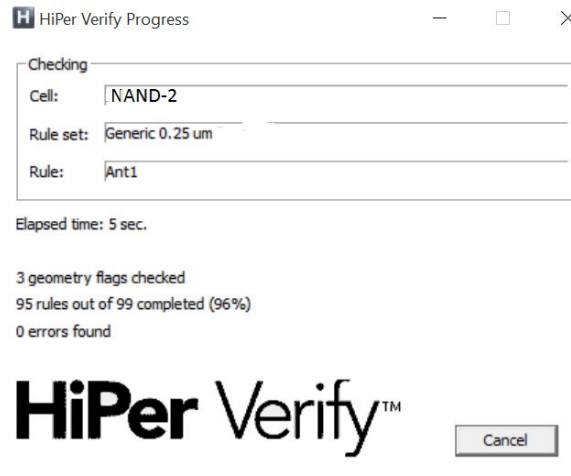 HiPer Verify Progress
Checking
Cell: NAND-2
Rule set: Generic 0.25 um
Rule: Ant1
Elapsed time: 5 sec.
3 geometry flags checked
95 rules out of 99 completed (96%)
0 errors found
HiPer Verify™
Cancel